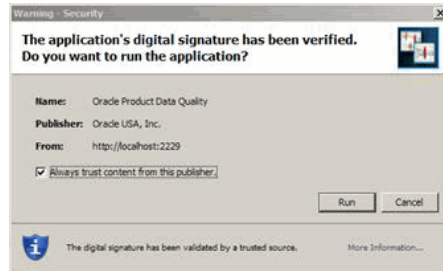 Warning - Security
The application's digital signature has been verified.
Do you want to run the application?
Name: Oracle Product Data Quality
Publisher: Oracle USA, Inc.
From: http://localhost:2229
Always trust content from this publisher.
Run Cancel
The digital signature has been validated by a trusted source. More Information...